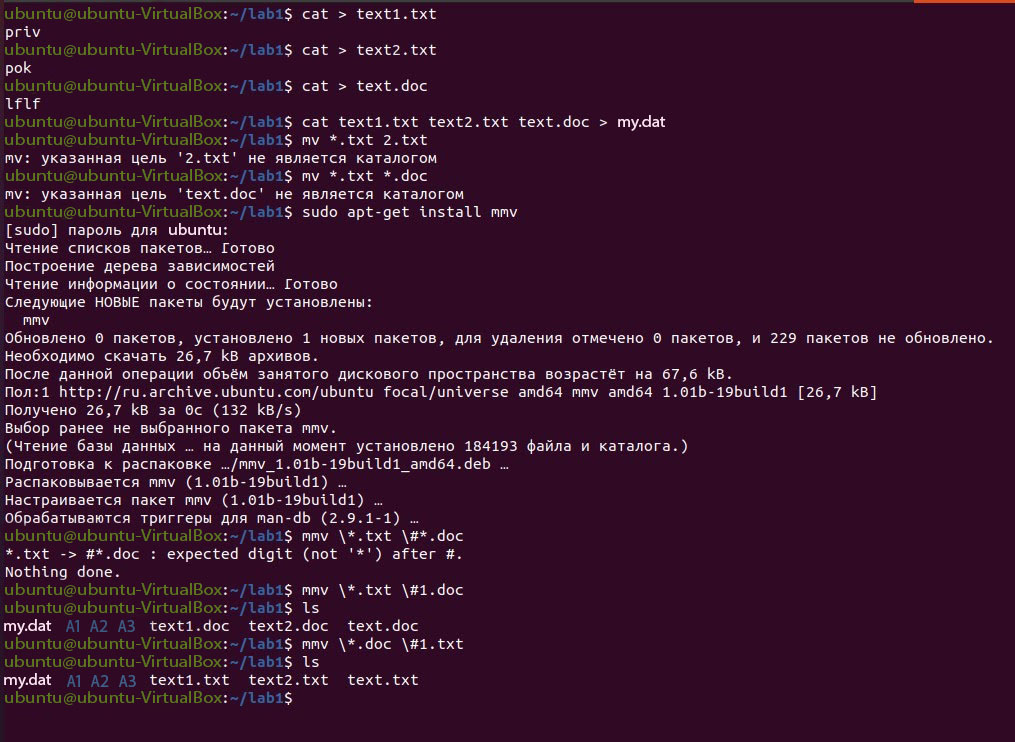 ubuntu@ubuntu-VirtualBox:~/lab1$ cat > text1.txt
priv
ubuntu@ubuntu-VirtualBox:~/lab1$ cat > text2.txt
pok
ubuntu@ubuntu-VirtualBox:~/lab1$ cat > text.doc
lflf
ubuntu@ubuntu-VirtualBox:~/lab1$ cat text1.txt text2.txt text.doc > my.dat
ubuntu@ubuntu-VirtualBox:~/lab1$ mv *.txt 2.txt
mv: указанная цель '2.txt' не является каталогом
ubuntu@ubuntu-VirtualBox:~/lab1$ mv *.txt *.doc
mv: указанная цель 'text.doc' не является каталогом
ubuntu@ubuntu-VirtualBox:~/lab1$ sudo apt-get install mmv
[sudo] пароль для ubuntu:
Чтение списков пакетов… Готово
Построение дерева зависимостей
Чтение информации о состоянии… Готово
Следующие НОВЫЕ пакеты будут установлены:
  mmv
Обновлено 0 пакетов, установлено 1 новых пакетов, для удаления отмечено 0 пакетов, и 229 пакетов не обновлено.
Необходимо скачать 26,7 kB архивов.
После данной операции объём занятого дискового пространства возрастёт на 67,6 kB.
Пол:1 http://ru.archive.ubuntu.com/ubuntu focal/universe amd64 mmv amd64 1.01b-19build1 [26,7 kB]
Получено 26,7 kB за 0с (132 kB/s)
Выбор ранее не выбранного пакета mmv.
(Чтение базы данных … на данный момент установлено 184193 файла и каталога.)
Подготовка к распаковке …/mmv_1.01b-19build1_amd64.deb …
Распаковывается mmv (1.01b-19build1) …
Настраивается пакет mmv (1.01b-19build1) …
Обрабатываются триггеры для man-db (2.9.1-1) …
ubuntu@ubuntu-VirtualBox:~/lab1$ mmv \*.txt \#*.doc
*.txt -> #*.doc : expected digit (not '*') after #.
Nothing done.
ubuntu@ubuntu-VirtualBox:~/lab1$ mmv \*.txt \#1.doc
ubuntu@ubuntu-VirtualBox:~/lab1$ ls
my.dat A1 A2 A3 text1.doc text2.doc text.doc
ubuntu@ubuntu-VirtualBox:~/lab1$ mmv \*.doc \#1.txt
ubuntu@ubuntu-VirtualBox:~/lab1$ ls
my.dat A1 A2 A3 text1.txt text2.txt text.txt
ubuntu@ubuntu-VirtualBox:~/lab1$